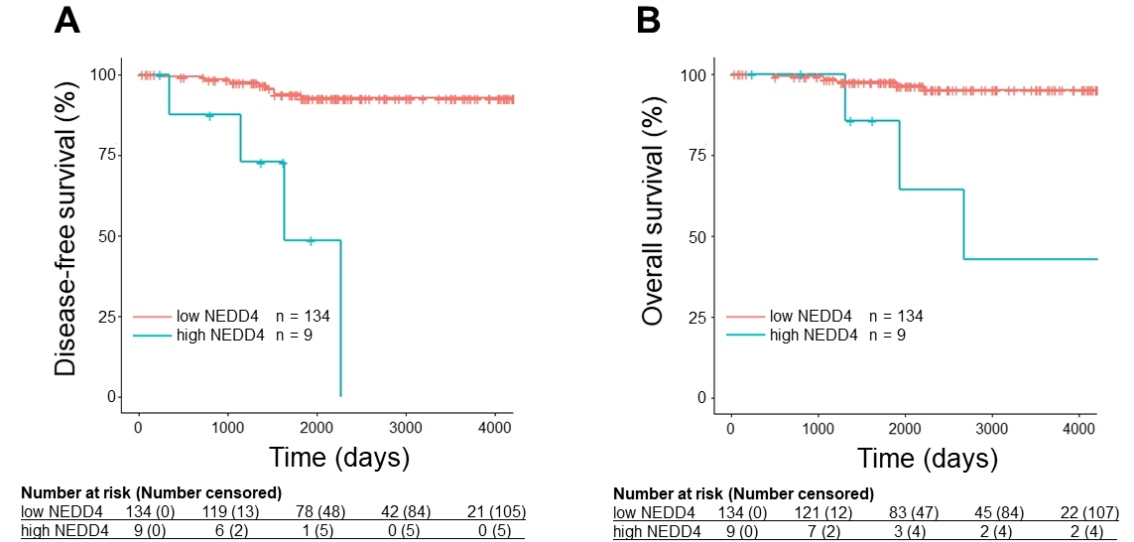 A
Disease-free survival (%)
100
75
50
25
0
low NEDD4 n = 134
high NEDD4 n = 9
0 1000 2000 3000 4000
Time (days)
Number at risk (Number censored)
low NEDD4 134 (0) 119 (13) 78 (48) 42 (84) 21 (105)
high NEDD4 9 (0) 6 (2) 1 (5) 0 (5) 0 (5)
B
Overall survival (%)
100
75
50
25
0
low NEDD4 n = 134
high NEDD4 n = 9
0 1000 2000 3000 4000
Time (days)
Number at risk (Number censored)
low NEDD4 134 (0) 121 (12) 83 (47) 45 (84) 22 (107)
high NEDD4 9 (0) 7 (2) 3 (4) 2 (4) 2 (4)